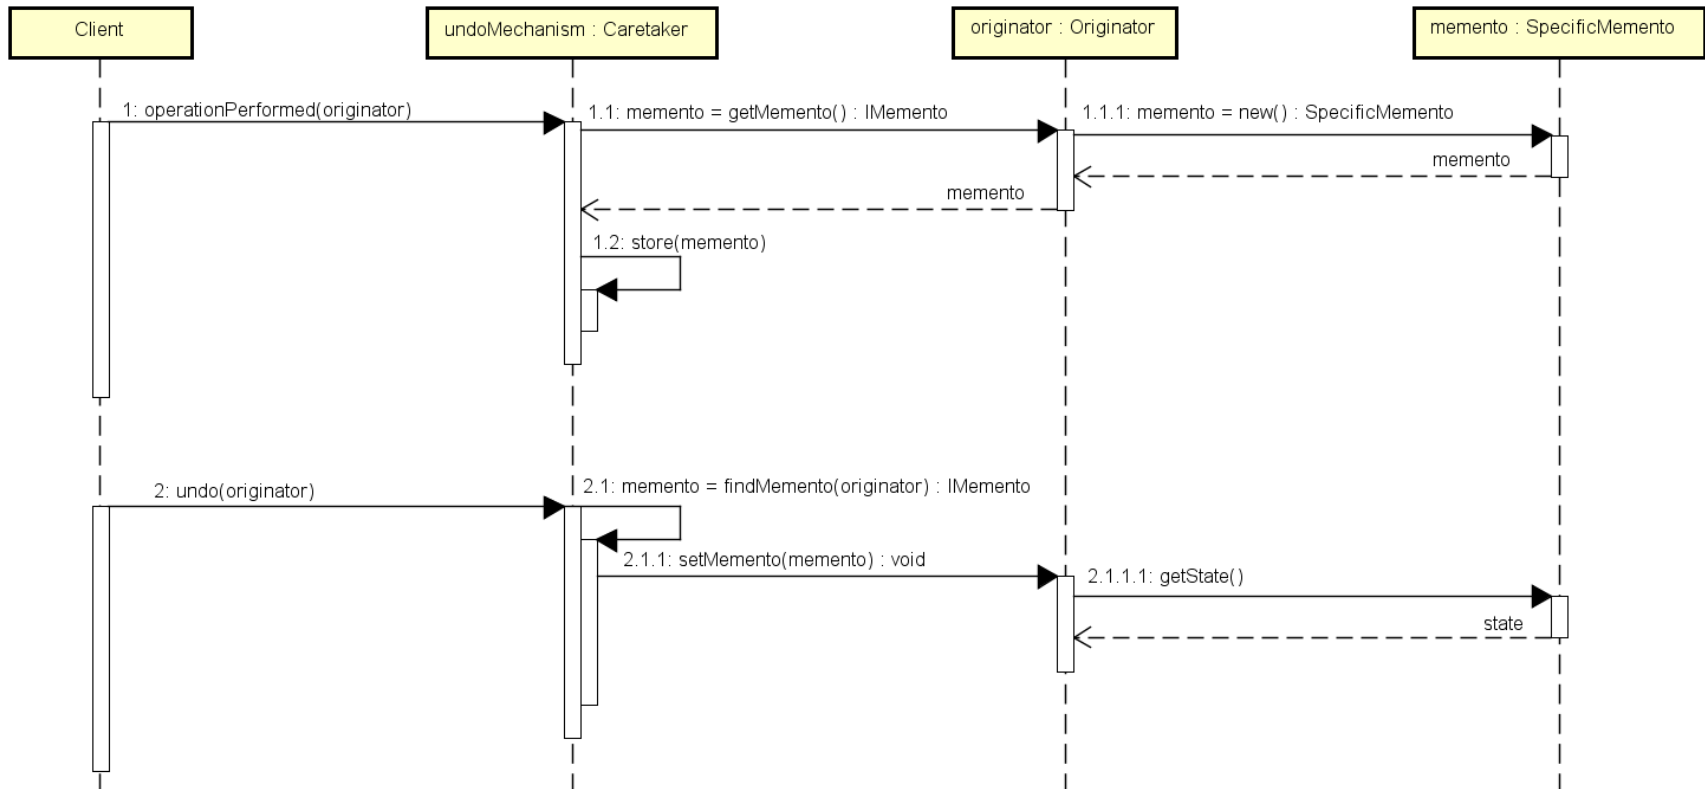 Client
undoMechanism : Caretaker
originator : Originator
memento : SpecificMemento
1: operationPerformed(originator)
1.1: memento = getMemento() : IMemento
1.1.1: memento = new() : SpecificMemento
memento
memento
1.2: store(memento)
2: undo(originator)
2.1: memento = findMemento(originator) : IMemento
2.1.1: setMemento(memento) : void
2.1.1.1: getState()
state